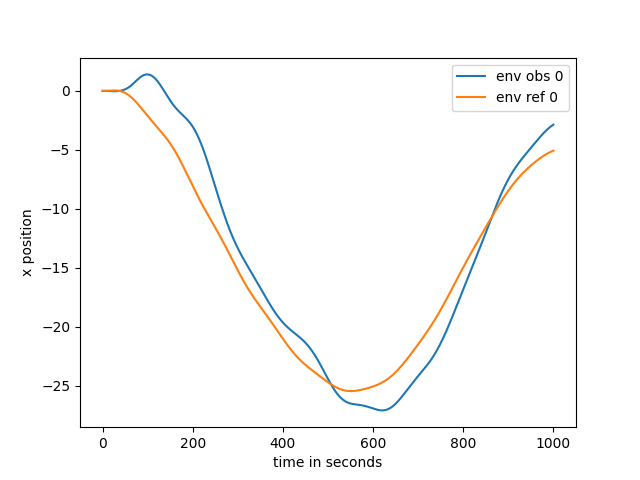 env obs 0
env ref 0
0
−5
−10
−15
−20
−25
x position
0 200 400 600 800 1000
time in seconds